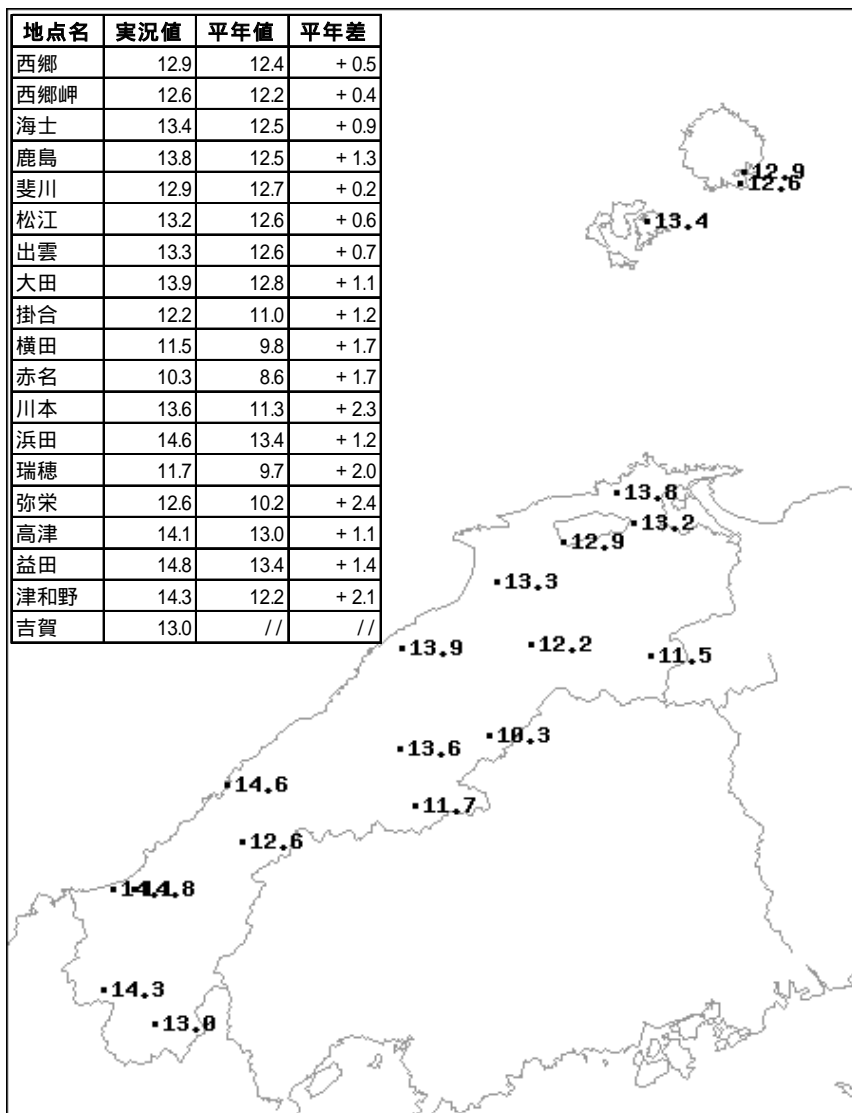 地点名 実況値 平年値 平年差
西郷 12.9 12.4 + 0.5
西郷岬 12.6 12.2 + 0.4
海士 13.4 12.5 + 0.9
鹿島 13.8 12.5 + 1.3
斐川 12.9 12.7 + 0.2
松江 13.2 12.6 + 0.6
出雲 13.3 12.6 + 0.7
大田 13.9 12.8 + 1.1
掛合 12.2 11.0 + 1.2
横田 11.5 9.8 + 1.7
赤名 10.3 8.6 + 1.7
川本 13.6 11.3 + 2.3
浜田 14.6 13.4 + 1.2
瑞穂 11.7 9.7 + 2.0
弥栄 12.6 10.2 + 2.4
高津 14.1 13.0 + 1.1
益田 14.8 13.4 + 1.4
津和野 14.3 12.2 + 2.1
吉賀 13.0 // //
12.9
12.6
13.4
13.8
13.2
12.9
13.3
13.9
12.2
11.5
10.3
13.6
14.6
11.7
12.6
14.8
14.3
13.0